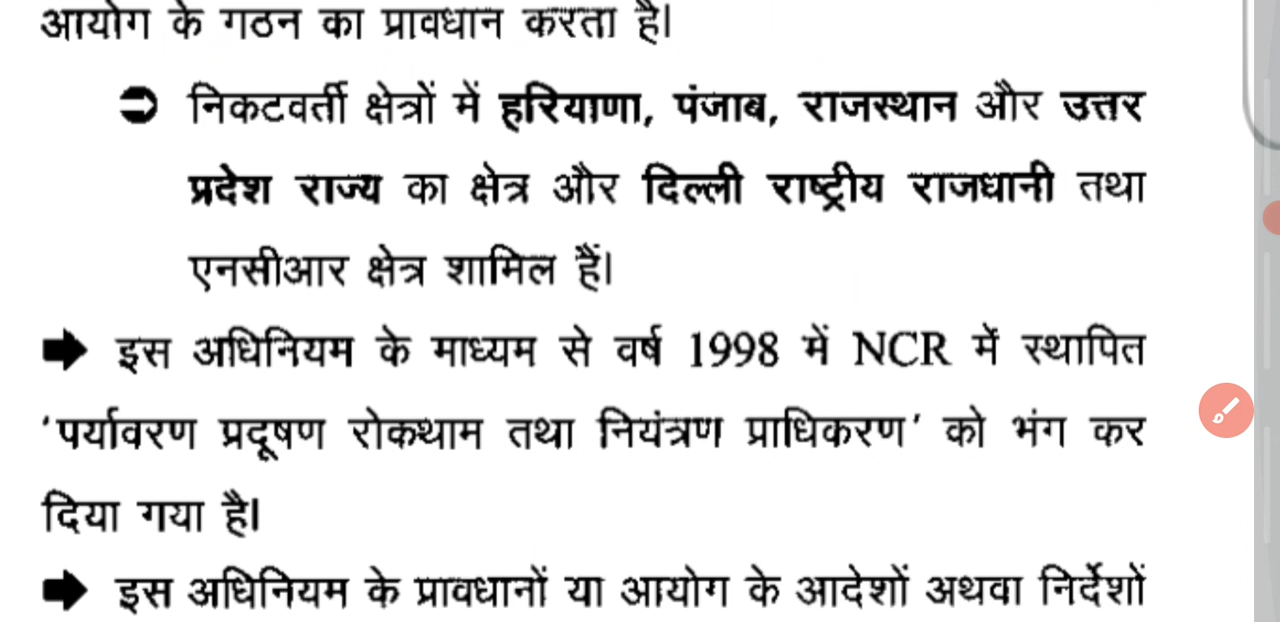 आयोग के गठन का प्रावधान करता है।
➲ निकटवर्ती क्षेत्रों में हरियाणा, पंजाब, राजस्थान और उत्तर
प्रदेश राज्य का क्षेत्र और दिल्ली राष्ट्रीय राजधानी तथा
एनसीआर क्षेत्र शामिल हैं।
➡ इस अधिनियम के माध्यम से वर्ष 1998 में NCR में स्थापित
‘पर्यावरण प्रदूषण रोकथाम तथा नियंत्रण प्राधिकरण’ को भंग कर
दिया गया है।
➡ इस अधिनियम के प्रावधानों या आयोग के आदेशों अथवा निर्देशों